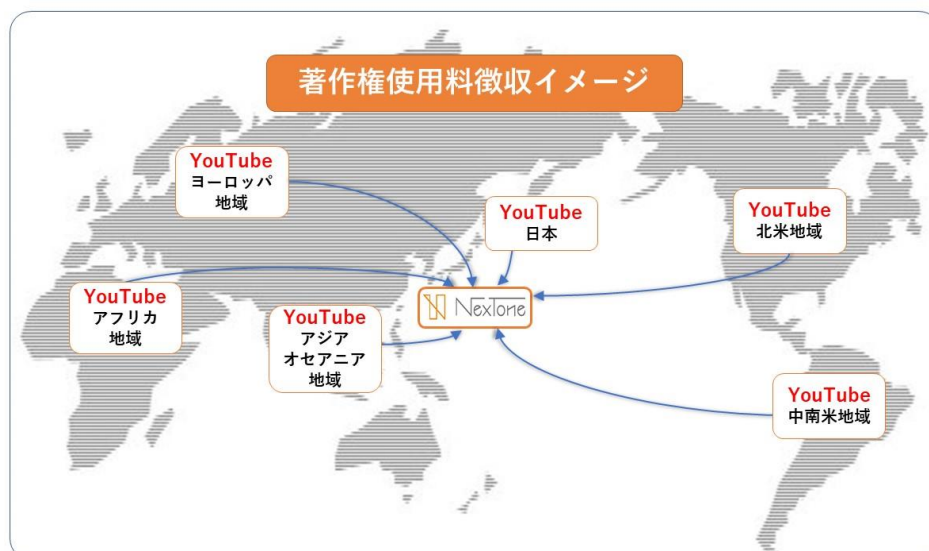 著作権使用料徴収イメージ
YouTube
ヨーロッパ
地域
YouTube
日本
YouTube
北米地域
YouTube
アフリカ
地域
YouTube
アジア
オセアニア
地域
NexTone
YouTube
中南米地域